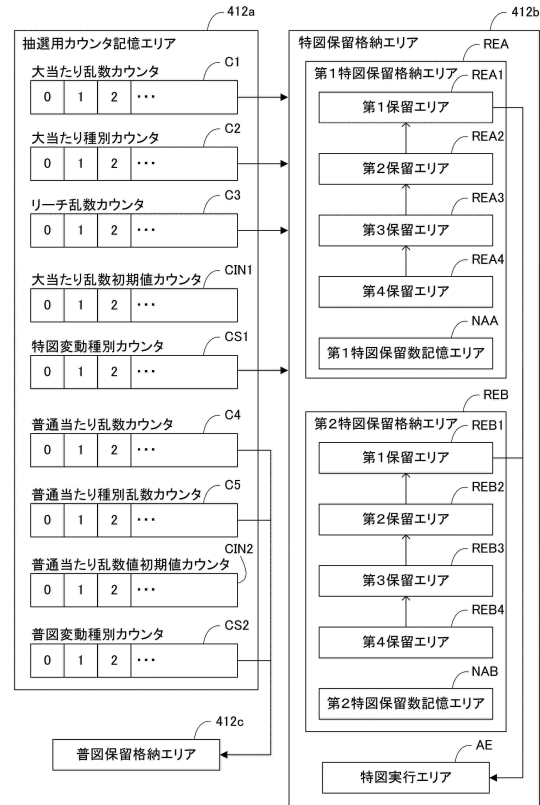 412a
抽選用カウンタ記憶エリア
大当たり乱数カウンタ
C1
0 1 2 ･･･
大当たり種別カウンタ
C2
0 1 2 ･･･
リーチ乱数カウンタ
C3
0 1 2 ･･･
大当たり乱数初期値カウンタ
CIN1
0 1 2 ･･･
特図変動種別カウンタ
CS1
0 1 2 ･･･
普通当たり乱数カウンタ
C4
0 1 2 ･･･
普通当たり種別乱数カウンタ
C5
0 1 2 ･･･
普通当たり乱数値初期値カウンタ
CIN2
0 1 2 ･･･
普図変動種別カウンタ
CS2
0 1 2 ･･･
412c
普図保留格納エリア
412b
特図保留格納エリア
REA
第1特図保留格納エリア
REA1
第1保留エリア
REA2
第2保留エリア
REA3
第3保留エリア
REA4
第4保留エリア
NAA
第1特図保留数記憶エリア
REB
第2特図保留格納エリア
REB1
第1保留エリア
REB2
第2保留エリア
REB3
第3保留エリア
REB4
第4保留エリア
NAB
第2特図保留数記憶エリア
AE
特図実行エリア